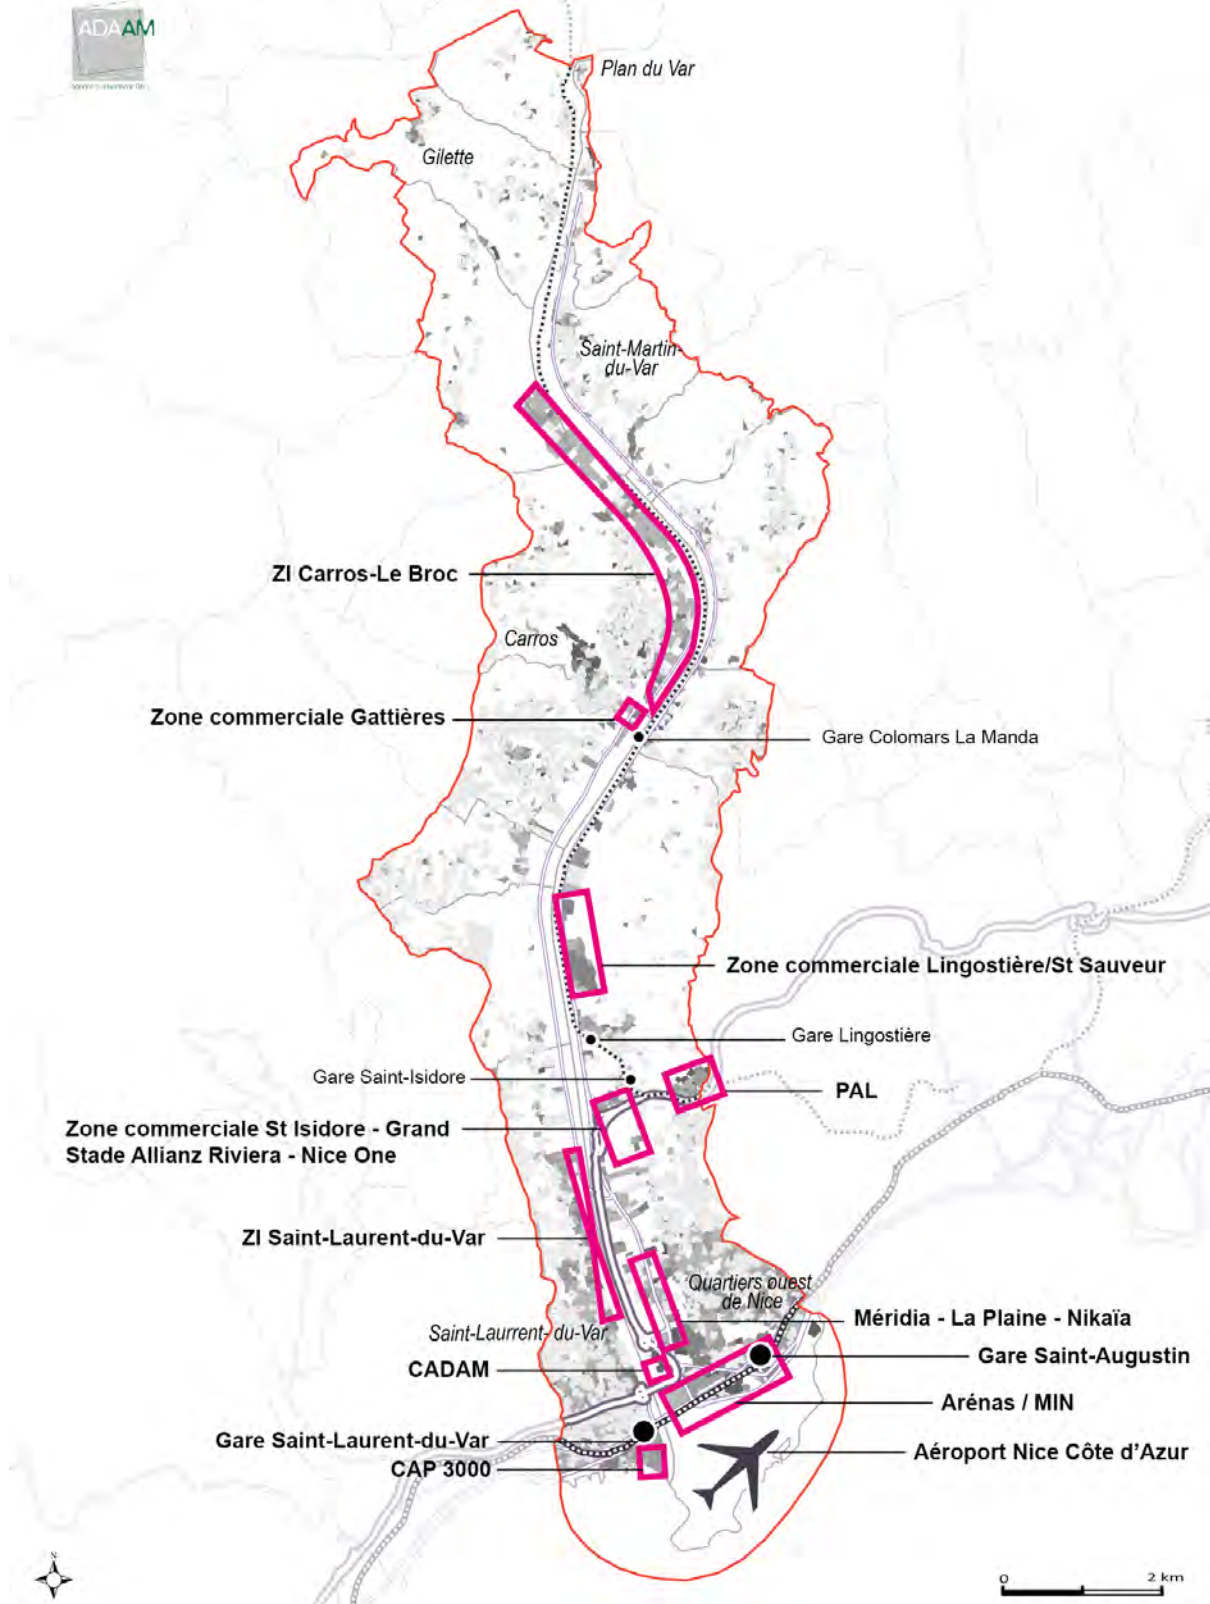 ADAAM
Plan du Var
Gilette
Saint-Martin-
du-Var
ZI Carros-Le Broc
Carros
Zone commerciale Gattières
Gare Colomars La Manda
Zone commerciale Lingostière/St Sauveur
Gare Lingostière
Gare Saint-Isidore
PAL
Zone commerciale St Isidore - Grand
Stade Allianz Riviera - Nice One
ZI Saint-Laurent-du-Var
Quartiers ouest
de Nice
Méridia - La Plaine - Nikaïa
Saint-Laurrent- du-Var
Gare Saint-Augustin
CADAM
Arénas / MIN
Gare Saint-Laurent-du-Var
Aéroport Nice Côte d'Azur
CAP 3000
N
0 2 km